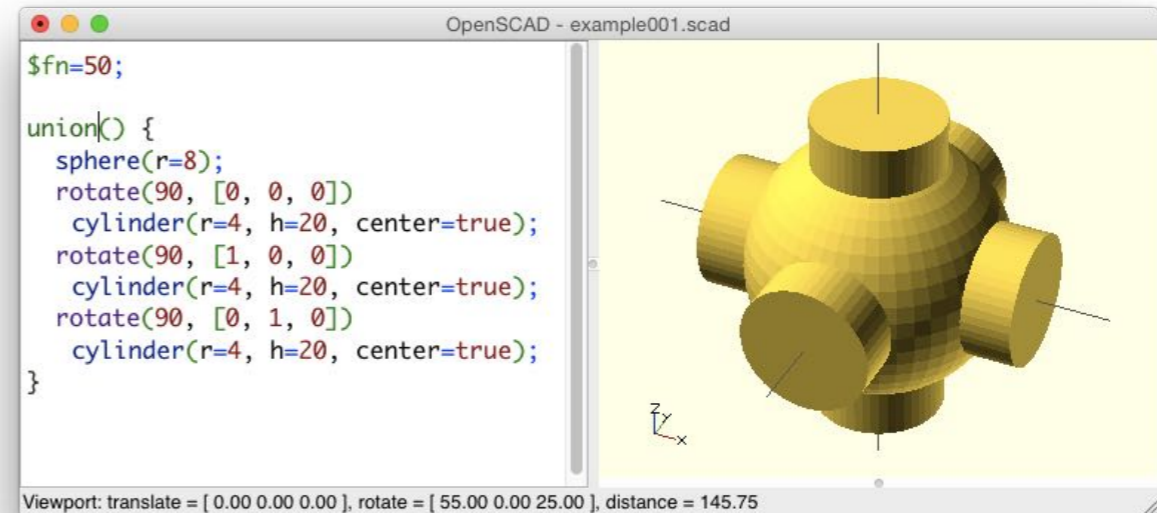 OpenSCAD - example001.scad
$fn=50;
union() {
  sphere(r=8);
  rotate(90, [0, 0, 0])
   cylinder(r=4, h=20, center=true);
  rotate(90, [1, 0, 0])
   cylinder(r=4, h=20, center=true);
  rotate(90, [0, 1, 0])
   cylinder(r=4, h=20, center=true);
}
Z
Y
X
Viewport: translate = [ 0.00 0.00 0.00 ], rotate = [ 55.00 0.00 25.00 ], distance = 145.75